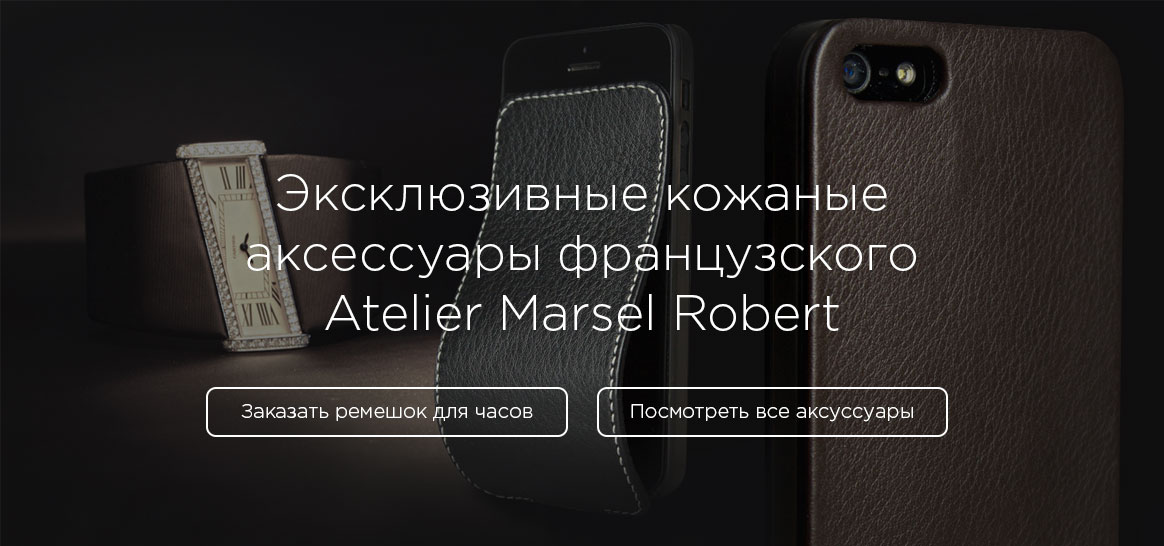 Эксклюзивные кожаные
аксессуары французского
Atelier Marsel Robert
Заказать ремешок для часов
Посмотреть все аксуссуары